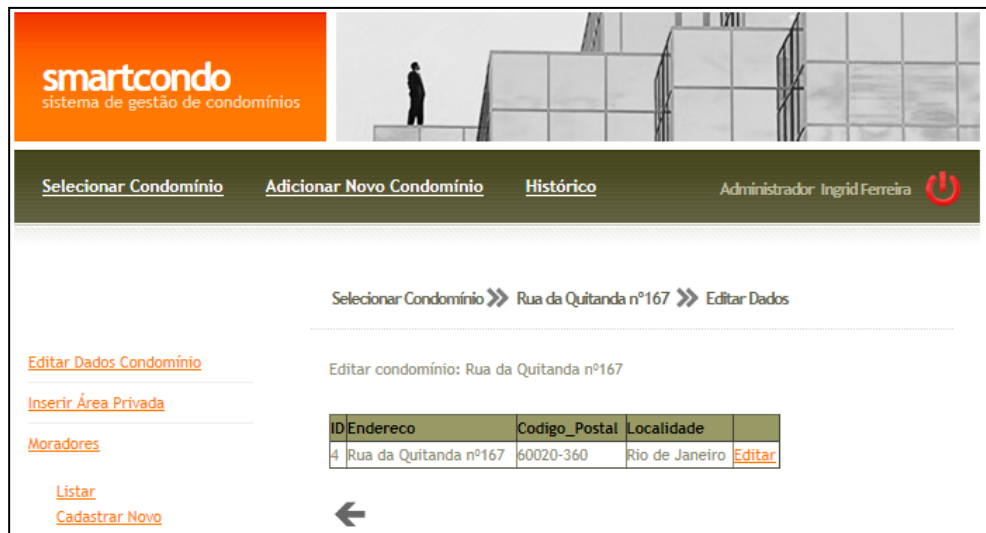 smartcondo
sistema de gestão de condomínios
Selecionar Condomínio Adicionar Novo Condomínio Histórico Administrador Ingrid Ferreira
Selecionar Condomínio Rua da Quitanda nº167 Editar Dados
Editar Dados Condomínio
Inserir Área Privada
Moradores
Listar
Cadastrar Novo
Editar condomínio: Rua da Quitanda nº167
ID Endereco Codigo_Postal Localidade
4 Rua da Quitanda nº167 60020-360 Rio de Janeiro Editar